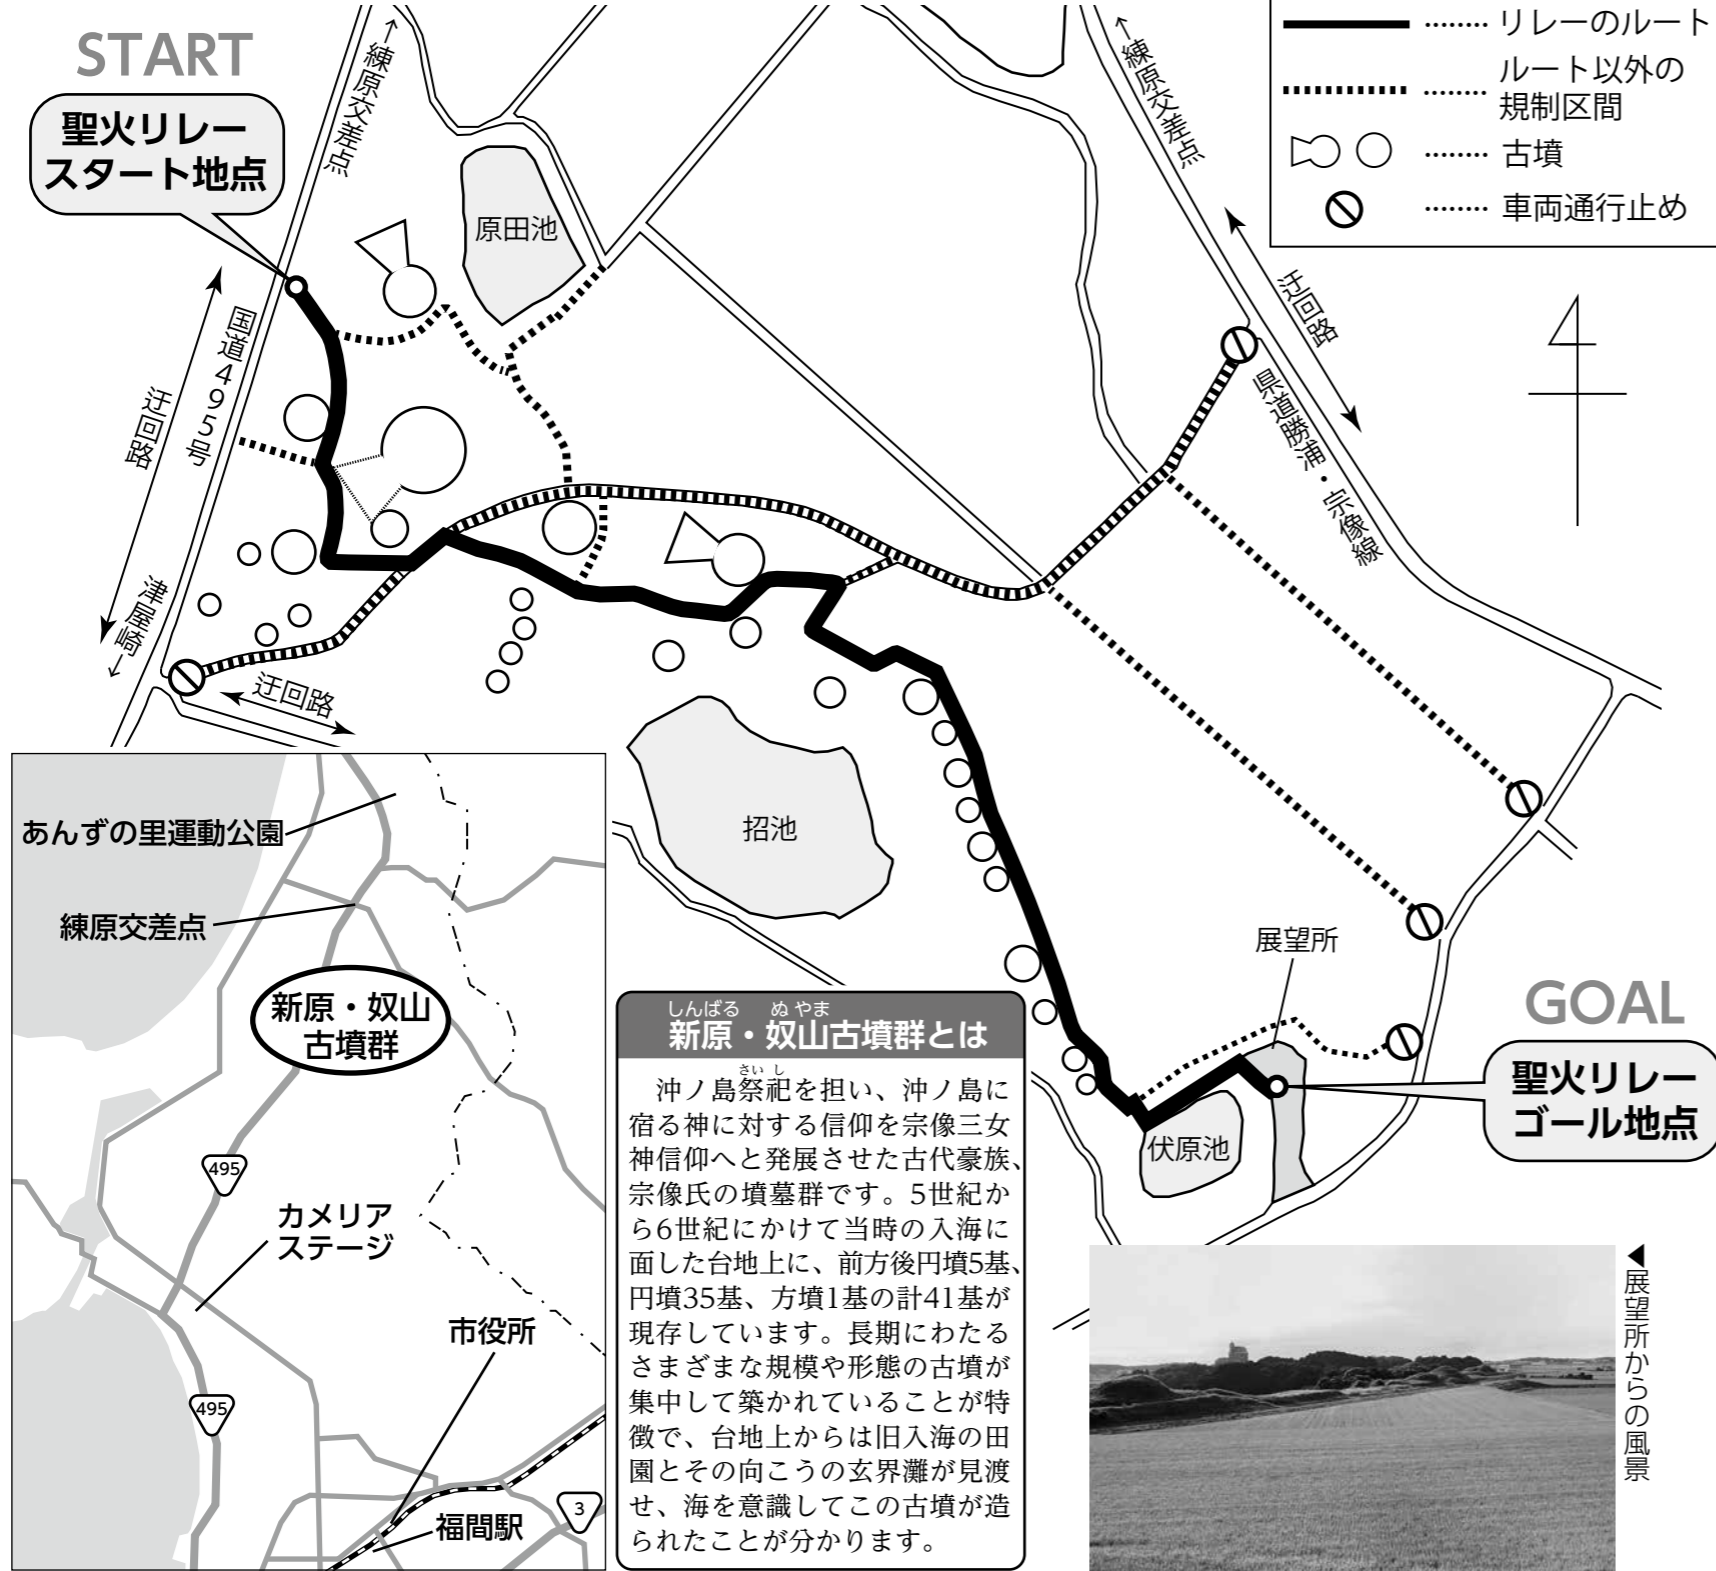 START
聖火リレー
スタート地点
←練原交差点
←練原交差点
リレーのルート
ルート以外の
規制区間
古墳
車両通行止め
原田池
迂回路
国道495号
迂回路
県道勝浦・宗像線
津屋崎→
迂回路
招池
展望所
伏原池
GOAL
聖火リレー
ゴール地点
あんずの里運動公園
練原交差点
新原・奴山
古墳群
495
カメリア
ステージ
市役所
495
福間駅
3
しんばる ぬやま
新原・奴山古墳群とは
さいし
沖ノ島祭祀を担い、沖ノ島に
宿る神に対する信仰を宗像三女
神信仰へと発展させた古代豪族、
宗像氏の墳墓群です。5世紀か
ら6世紀にかけて当時の入海に
面した台地上に、前方後円墳5基、
円墳35基、方墳1基の計41基が
現存しています。長期にわたる
さまざまな規模や形態の古墳が
集中して築かれていることが特
徴で、台地上からは旧入海の田
園とその向こうの玄界灘が見渡
せ、海を意識してこの古墳が造
られたことが分かります。
◀展望所からの風景